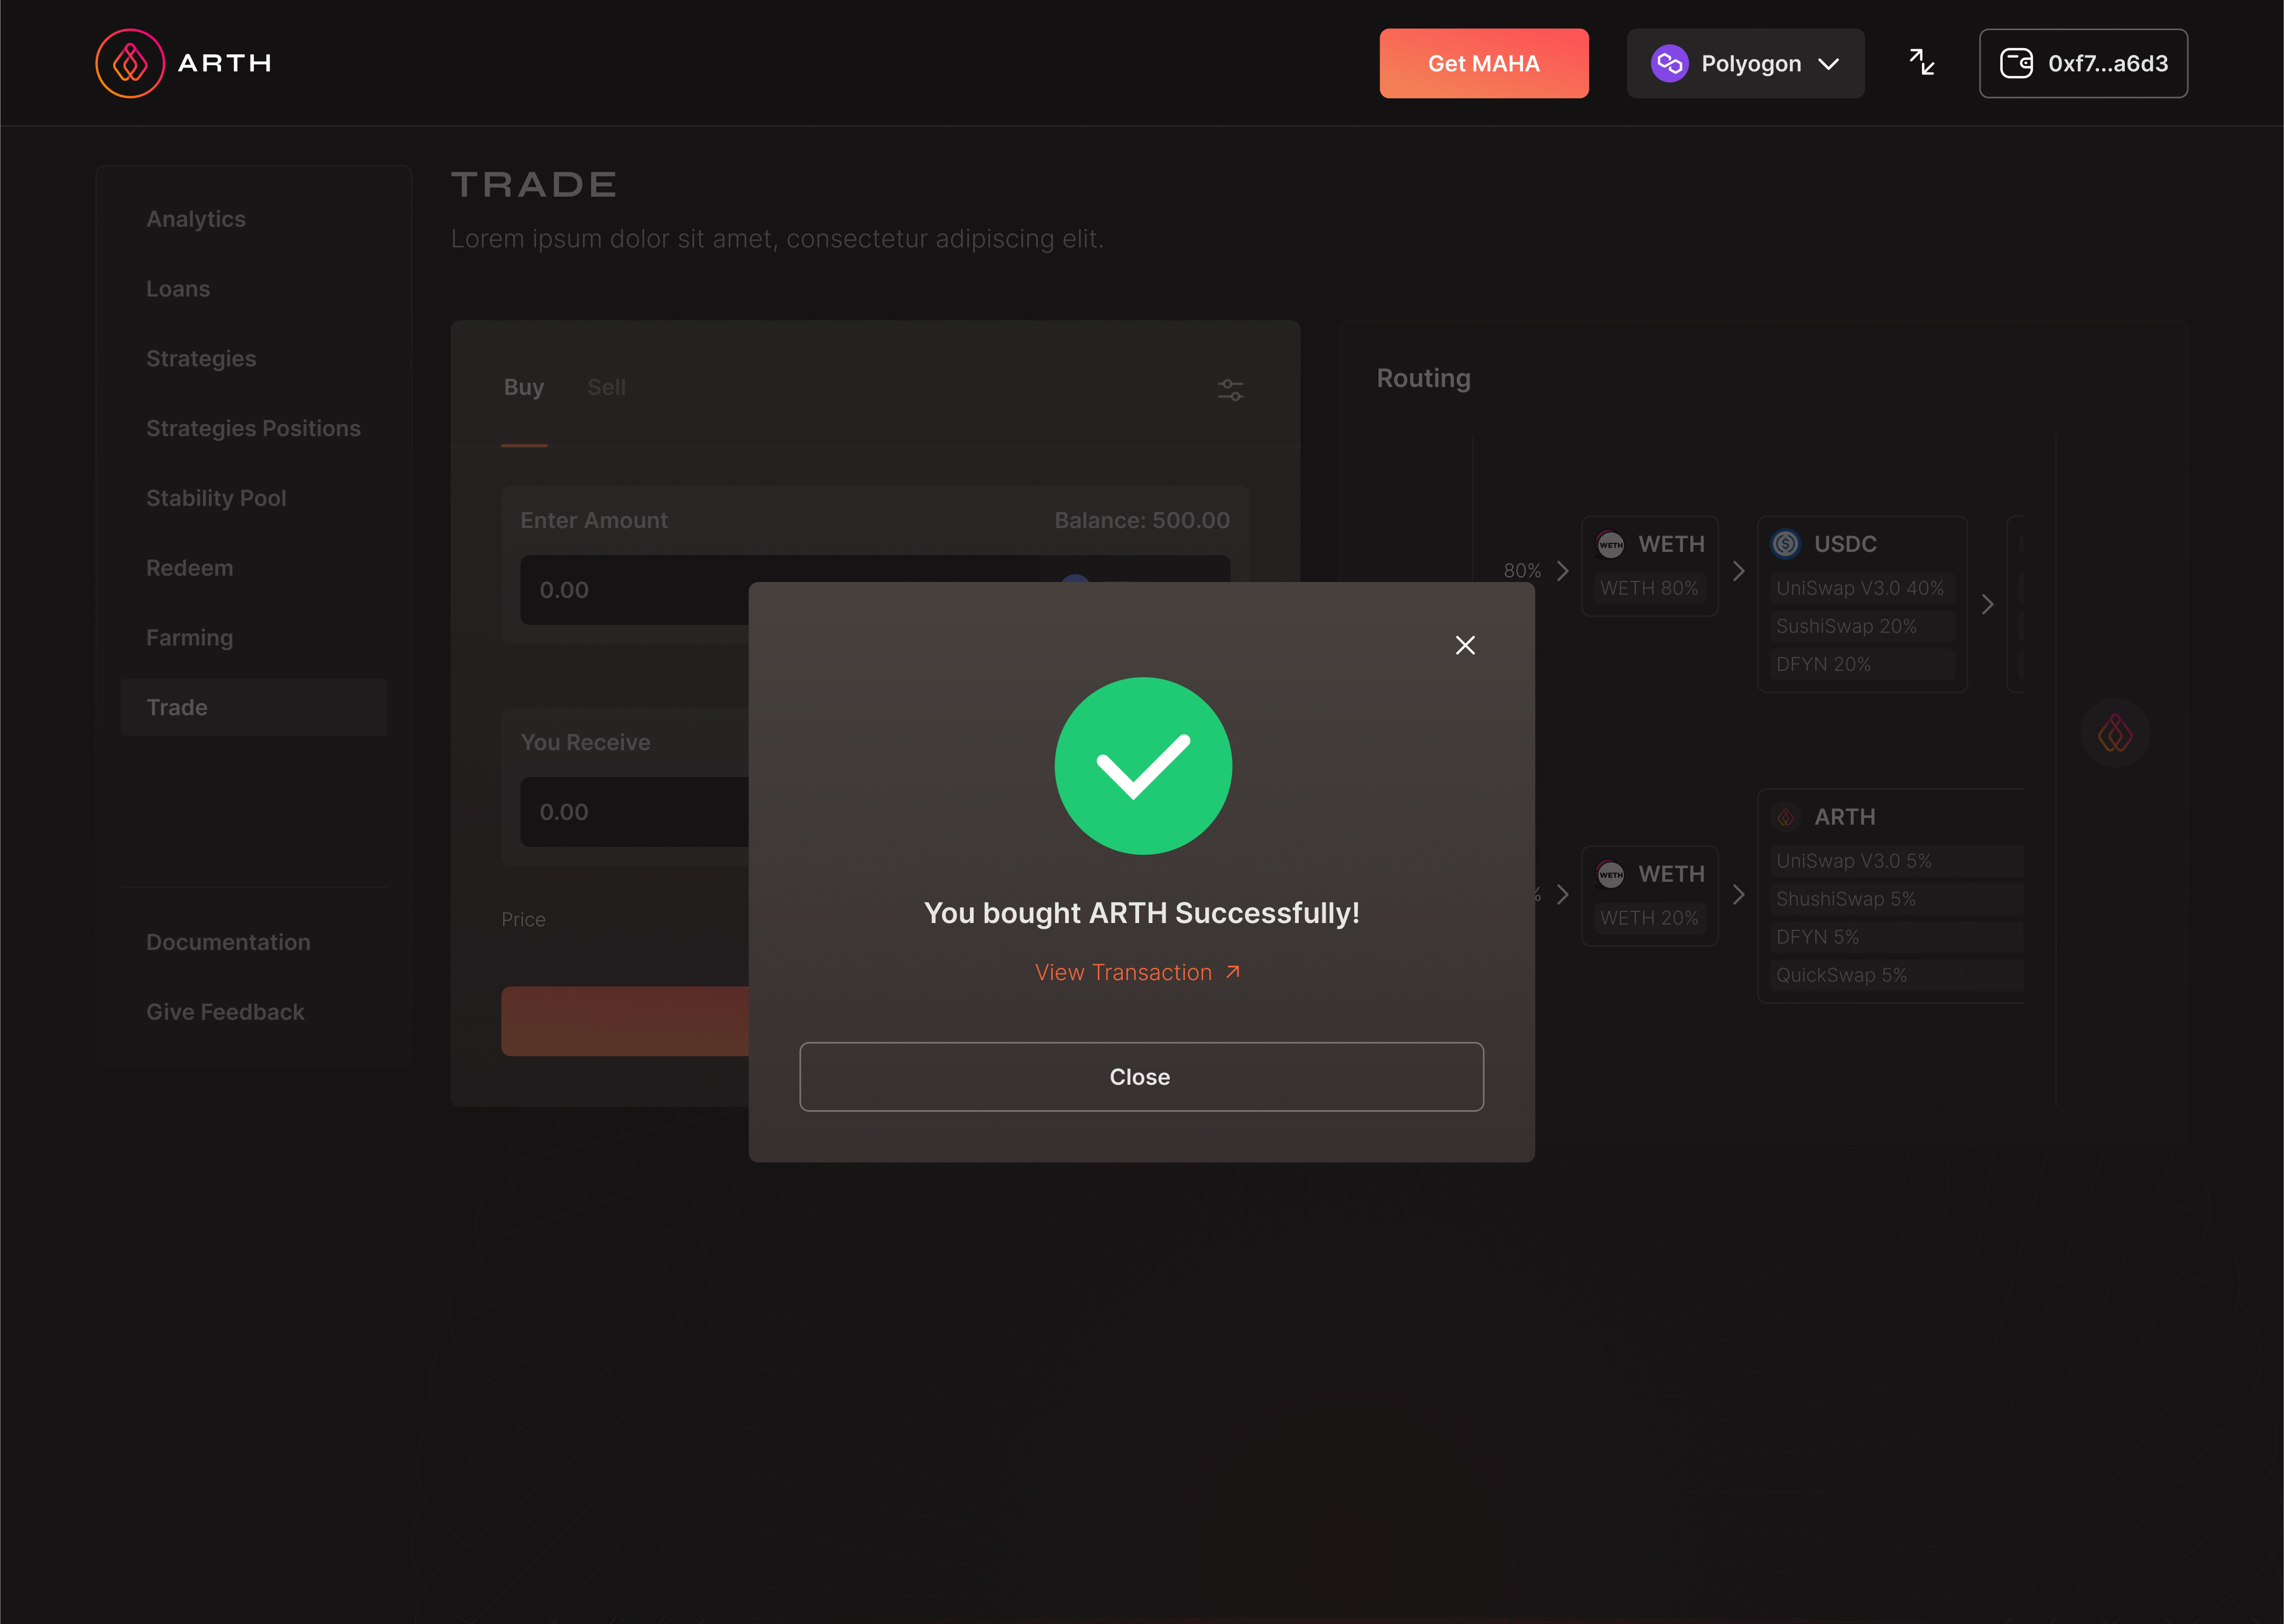 ARTH
Get MAHA
Polyogon
0xf7...a6d3
Analytics
Loans
Strategies
Strategies Positions
Stability Pool
Redeem
Farming
Trade
Documentation
Give Feedback
TRADE
Lorem ipsum dolor sit amet, consectetur adipiscing elit.
Buy Sell
Enter Amount Balance: 500.00
0.00
You Receive
0.00
Price
You bought ARTH Successfully!
View Transaction
Close
Routing
80%
WETH
WETH
WETH 80%
USDC
UniSwap V3.0 40%
SushiSwap 20%
DFYN 20%
WETH
WETH
WETH 20%
ARTH
UniSwap V3.0 5%
ShushiSwap 5%
DFYN 5%
QuickSwap 5%